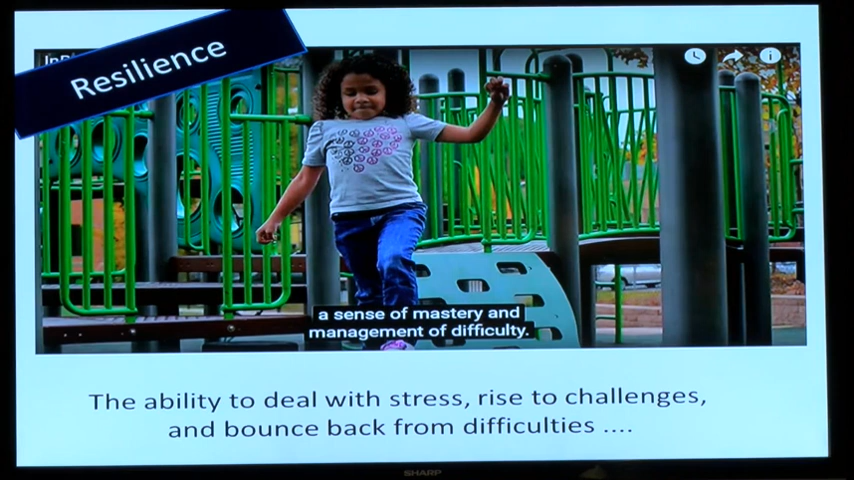 Resilience
a sense of mastery and
management of difficulty.
The ability to deal with stress, rise to challenges,
and bounce back from difficulties ....
SHARP